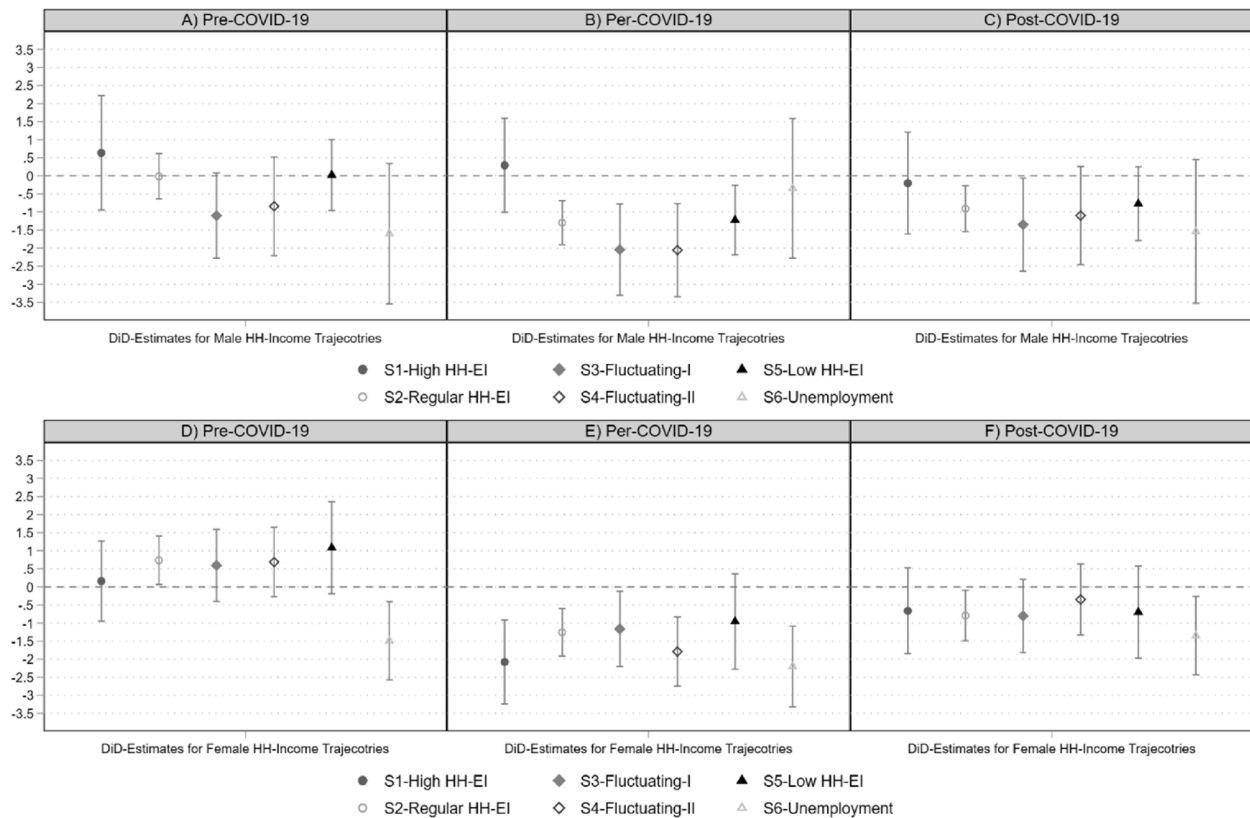 A) Pre-COVID-19
B) Per-COVID-19
C) Post-COVID-19
3.5
3
2.5
2
1.5
1
.5
0
-.5
-1
-1.5
-2
-2.5
-3
-3.5
DiD-Estimates for Male HH-Income Trajecotries
DiD-Estimates for Male HH-Income Trajecotries
DiD-Estimates for Male HH-Income Trajecotries
S1-High HH-EI
S3-Fluctuating-I
S5-Low HH-EI
S2-Regular HH-EI
S4-Fluctuating-II
S6-Unemployment
D) Pre-COVID-19
E) Per-COVID-19
F) Post-COVID-19
3.5
3
2.5
2
1.5
1
.5
0
-.5
-1
-1.5
-2
-2.5
-3
-3.5
DiD-Estimates for Female HH-Income Trajecotries
DiD-Estimates for Female HH-Income Trajecotries
DiD-Estimates for Female HH-Income Trajecotries
S1-High HH-EI
S3-Fluctuating-I
S5-Low HH-EI
S2-Regular HH-EI
S4-Fluctuating-II
S6-Unemployment